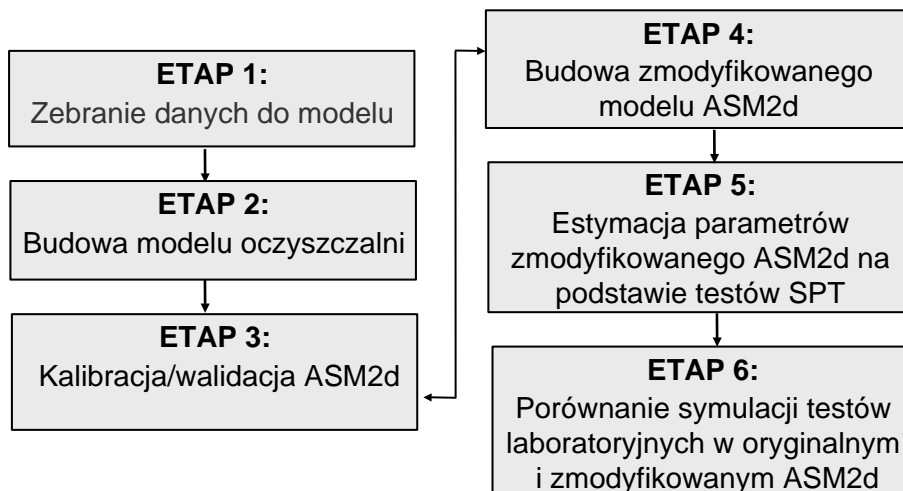 ETAP 1:
Zebranie danych do modelu
ETAP 2:
Budowa modelu oczyszczalni
ETAP 3:
Kalibracja/walidacja ASM2d
ETAP 4:
Budowa zmodyfikowanego
modelu ASM2d
ETAP 5:
Estymacja parametrów
zmodyfikowanego ASM2d na
podstawie testów SPT
ETAP 6:
Porównanie symulacji testów
laboratoryjnych w oryginalnym
i zmodyfikowanym ASM2d